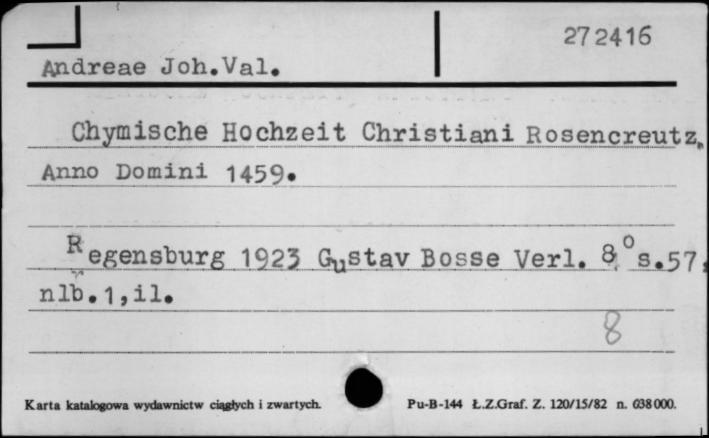 272416
Andreae Joh.Val.
Chymische Hochzeit Christiani Rosencreutz,
Anno Domini 1459.
Regensburg 1923 Gustav Bosse Verl. 8° s.57,
nlb.1,il.
8
Karta katalogowa wydawnictw ciągłych i zwartych. Pu-B-144 Ł.Z.Graf. Z. 120/15/82 n. 638000.